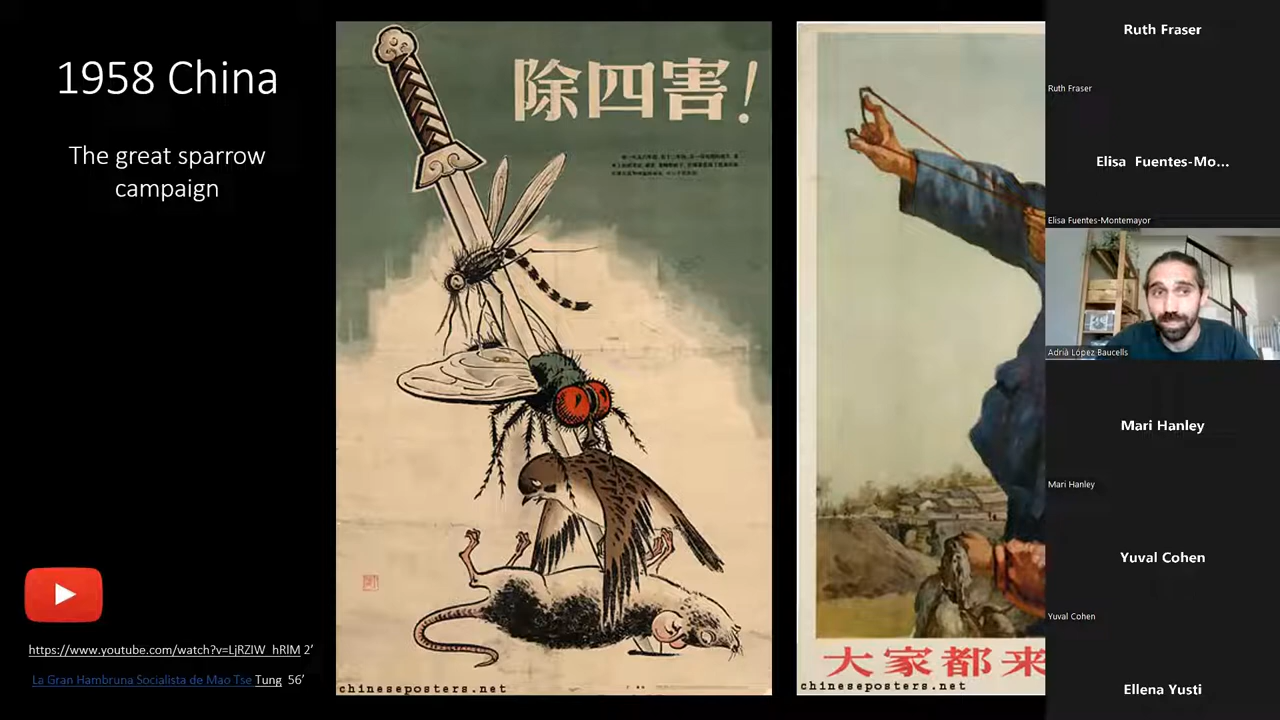 1958 China
The great sparrow
campaign
https://www.youtube.com/watch?v=LjRZIW_hRIM 2’
La Gran Hambruna Socialista de Mao Tse Tung 56’
除四害!
chineseposters.net
大家都来
chineseposters.net
Ruth Fraser
Ruth Fraser
Elisa Fuentes-Mo...
Elisa Fuentes-Montemayor
Adrià López Baucells
Mari Hanley
Mari Hanley
Yuval Cohen
Yuval Cohen
Ellena Yusti